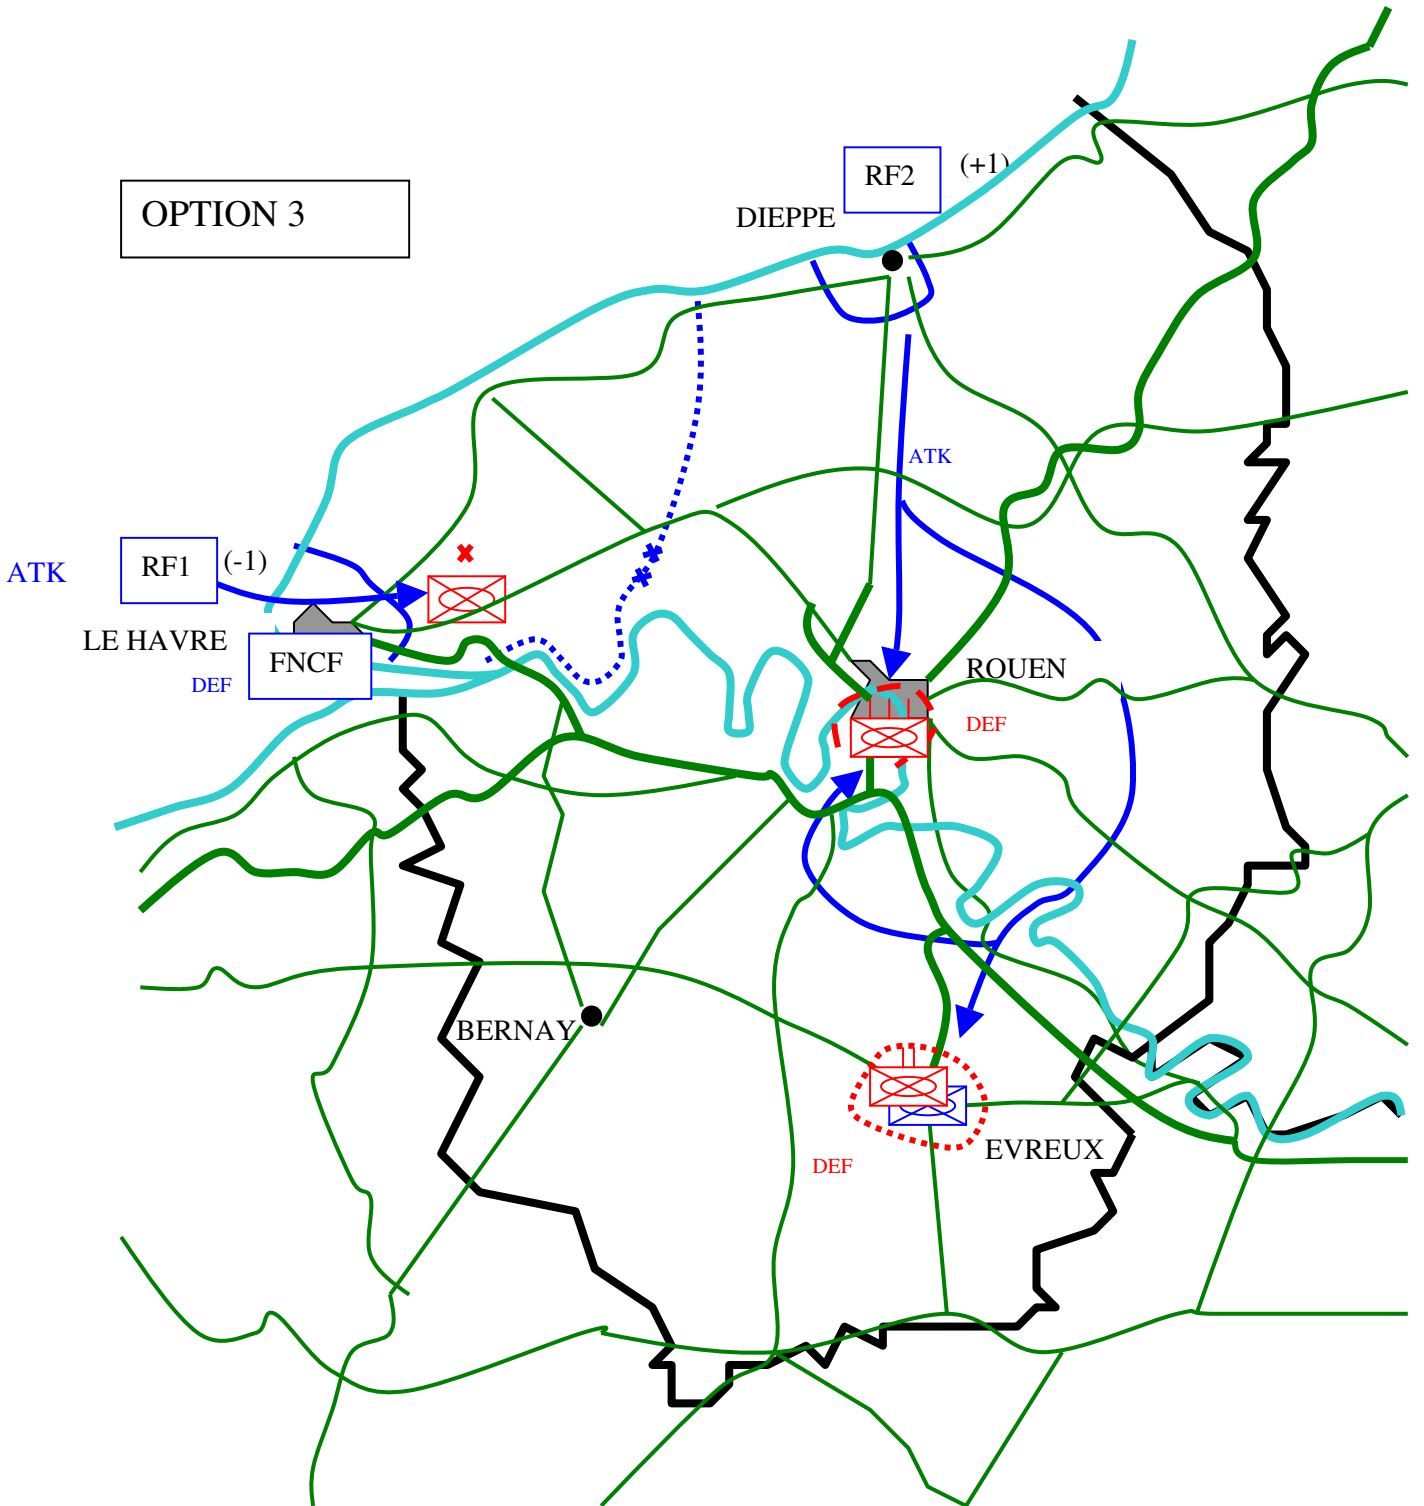 RF2 (+1)
OPTION 3
DIEPPE
ATK
RF1 (-1)
ATK
LE HAVRE
FNCF
DEF
ROUEN
DEF
BERNAY
EVREUX
DEF